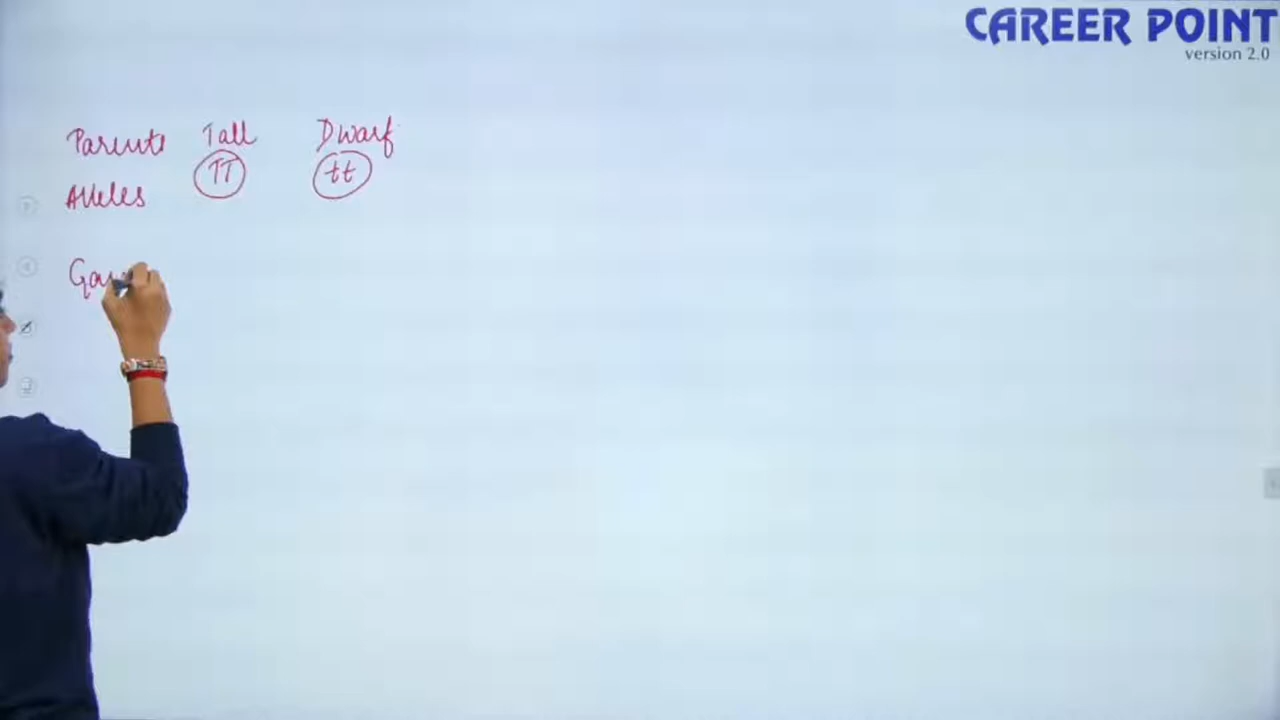 CAREER POINT
version 2.0
Parents Tall Dwarf
TT tt
Alleles